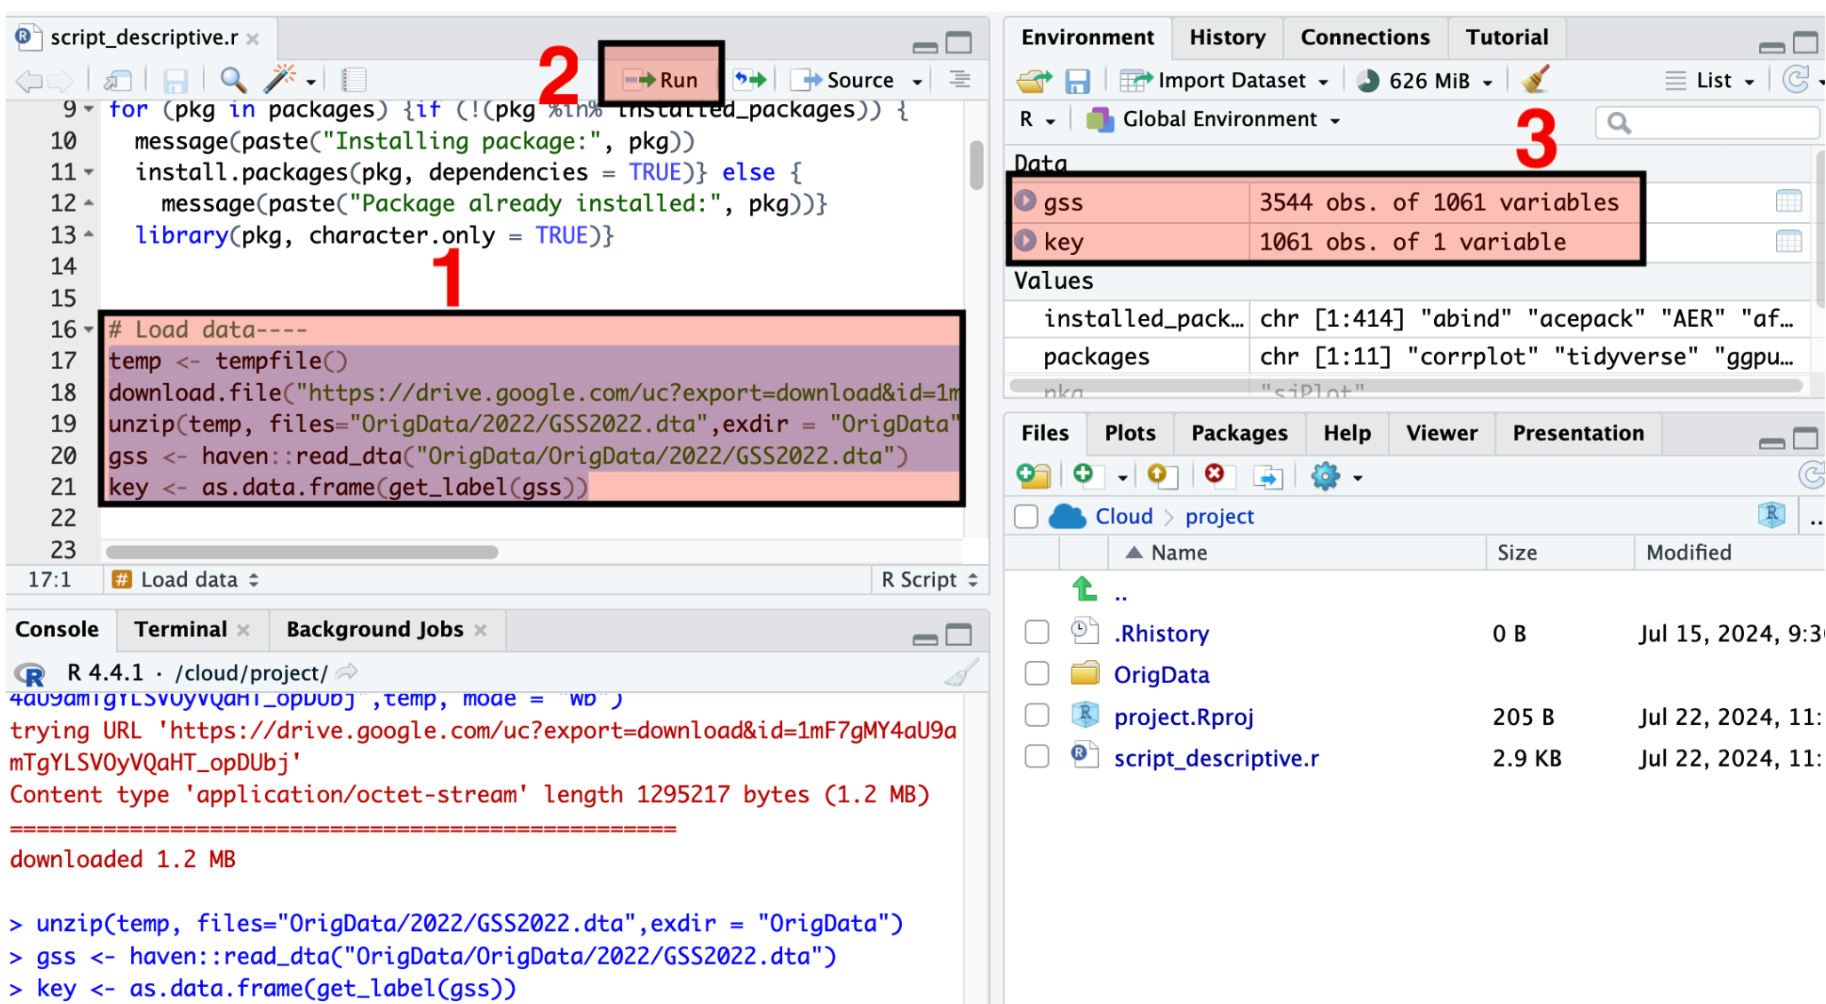 script_descriptive.r ×
2
Run
Source
9 for (pkg in packages) {if (!(pkg %in% installed_packages)) {
10 message(paste("Installing package:", pkg))
11 install.packages(pkg, dependencies = TRUE)} else {
12 message(paste("Package already installed:", pkg))}
13 library(pkg, character.only = TRUE)}
14
1
15
16 # Load data----
17 temp <- tempfile()
18 download.file("https://drive.google.com/uc?export=download&id=1m
19 unzip(temp, files="OrigData/2022/GSS2022.dta",exdir = "OrigData"
20 gss <- haven::read_dta("OrigData/OrigData/2022/GSS2022.dta")
21 key <- as.data.frame(get_label(gss))
22
23
17:1 # Load data R Script
Console Terminal × Background Jobs ×
R R 4.4.1 · /cloud/project/
4aU9amTgYLSVOyVQaHT_opDUbj",temp, mode = "wb")
trying URL 'https://drive.google.com/uc?export=download&id=1mF7gMY4aU9a
mTgYLSVOyVQaHT_opDUbj'
Content type 'application/octet-stream' length 1295217 bytes (1.2 MB)
==================================================
downloaded 1.2 MB
> unzip(temp, files="OrigData/2022/GSS2022.dta",exdir = "OrigData")
> gss <- haven::read_dta("OrigData/OrigData/2022/GSS2022.dta")
> key <- as.data.frame(get_label(gss))
Environment History Connections Tutorial
Import Dataset 626 MiB List
R Global Environment
3
Data
gss 3544 obs. of 1061 variables
key 1061 obs. of 1 variable
Values
installed_pack… chr [1:414] "abind" "acepack" "AER" "af…
packages chr [1:11] "corrplot" "tidyverse" "ggpu…
pkg "sjPlot"
Files Plots Packages Help Viewer Presentation
Cloud > project R ..
Name Size Modified
..
.Rhistory 0 B Jul 15, 2024, 9:3
OrigData
project.Rproj 205 B Jul 22, 2024, 11:
script_descriptive.r 2.9 KB Jul 22, 2024, 11: